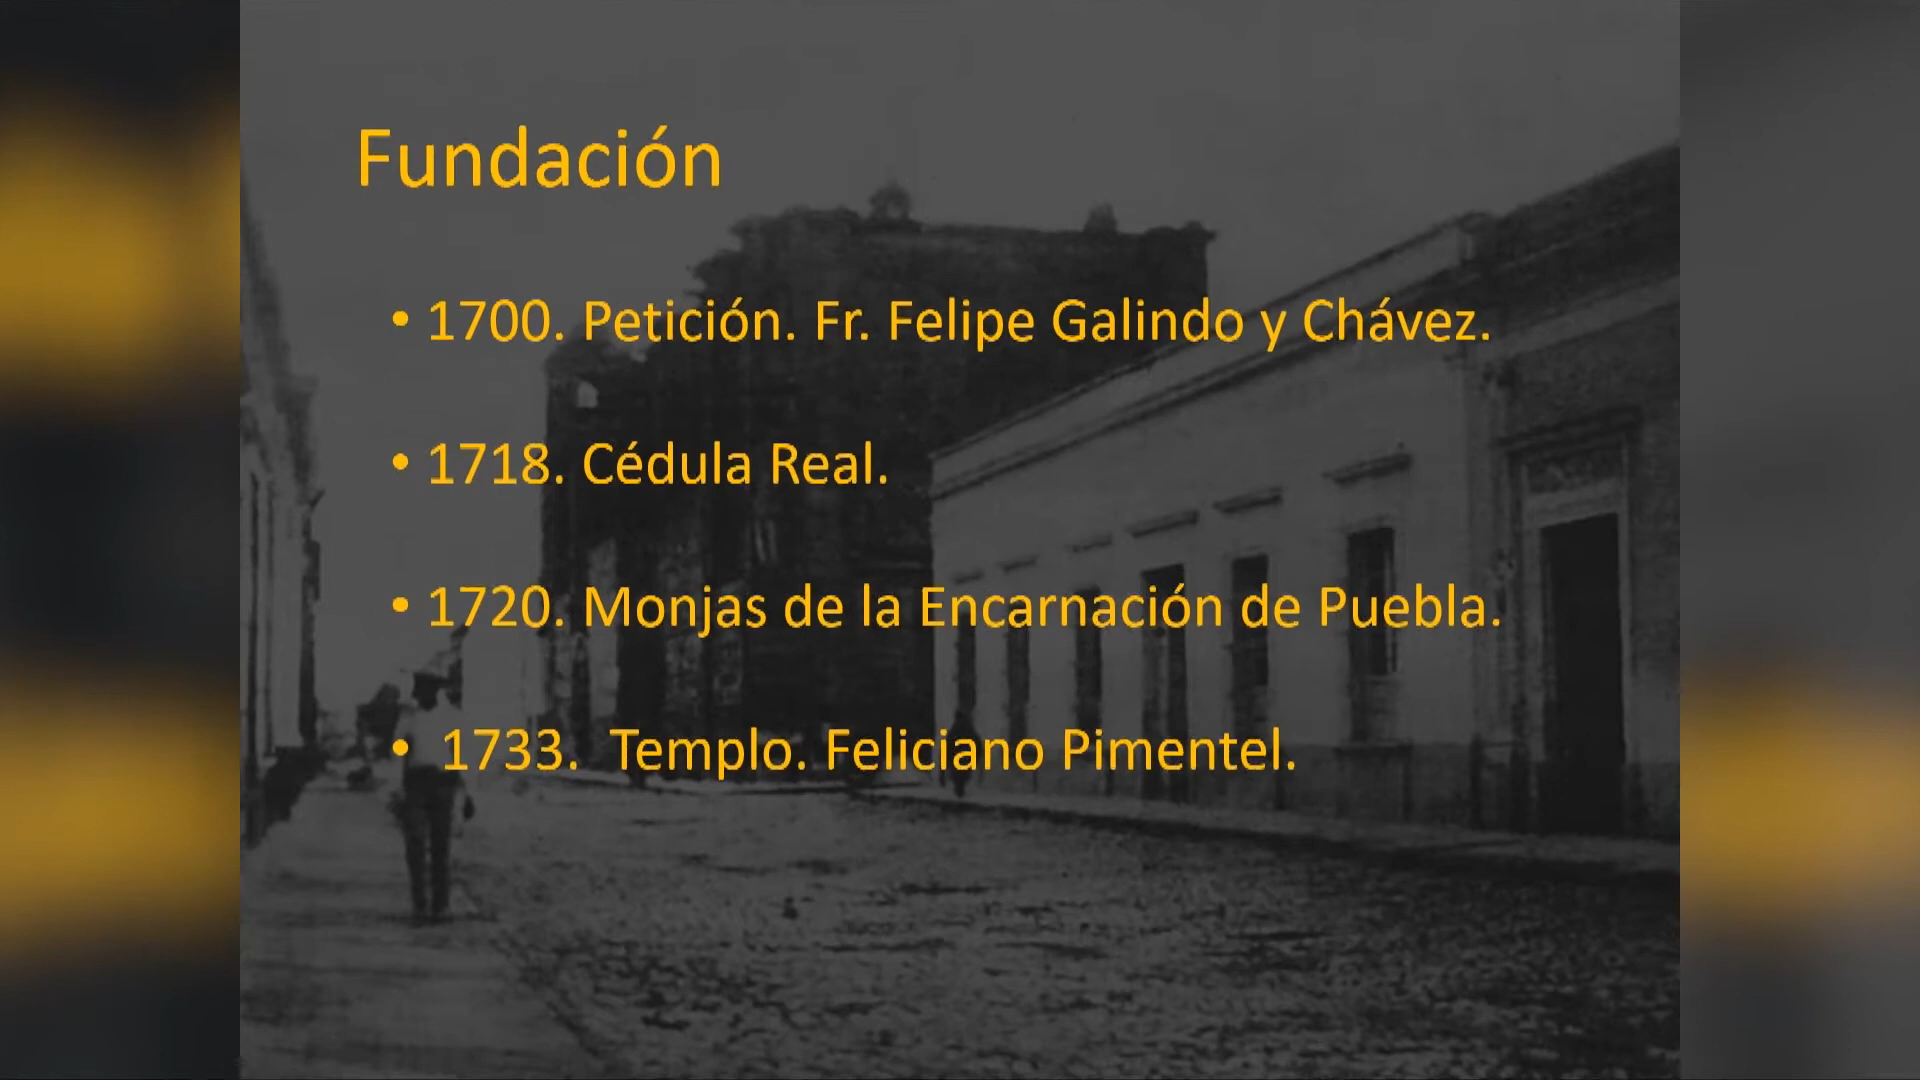 Fundación
• 1700. Petición. Fr. Felipe Galindo y Chávez.
• 1718. Cédula Real.
• 1720. Monjas de la Encarnación de Puebla.
• 1733. Templo. Feliciano Pimentel.